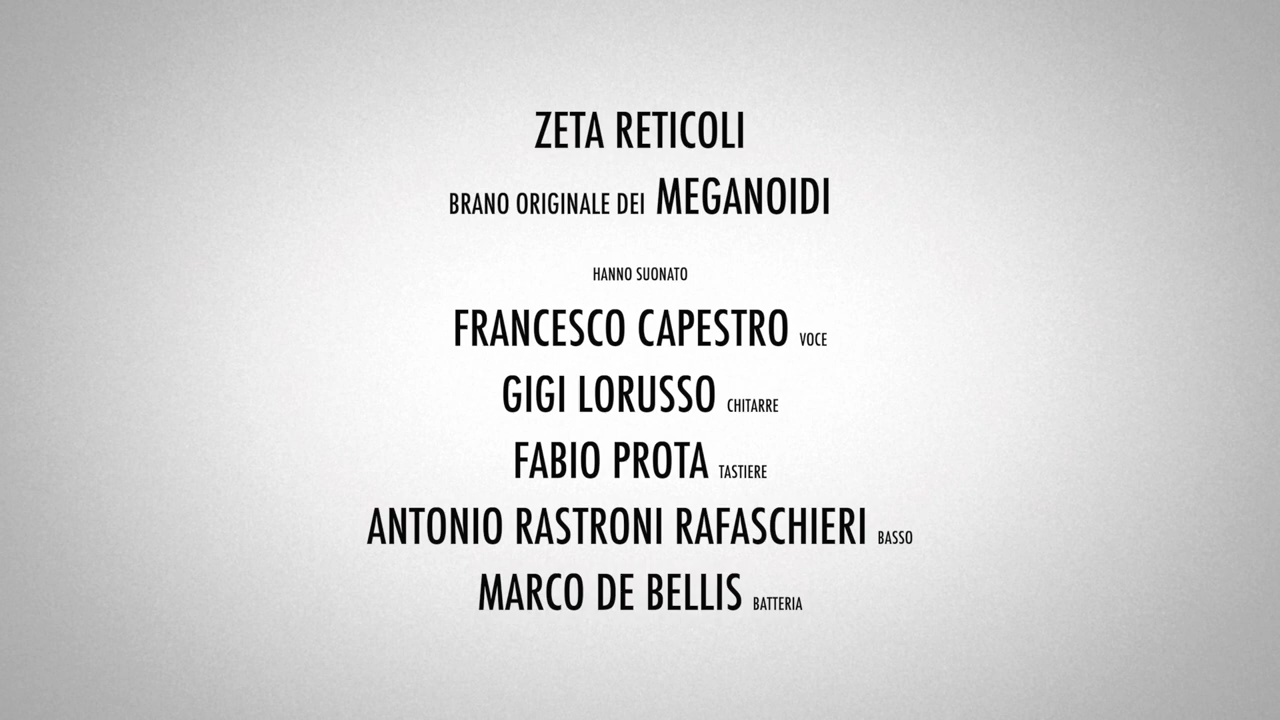 ZETA RETICOLI
BRANO ORIGINALE DEI MEGANOIDI
HANNO SUONATO
FRANCESCO CAPESTRO VOCE
GIGI LORUSSO CHITARRE
FABIO PROTA TASTIERE
ANTONIO RASTRONI RAFASCHIERI BASSO
MARCO DE BELLIS BATTERIA